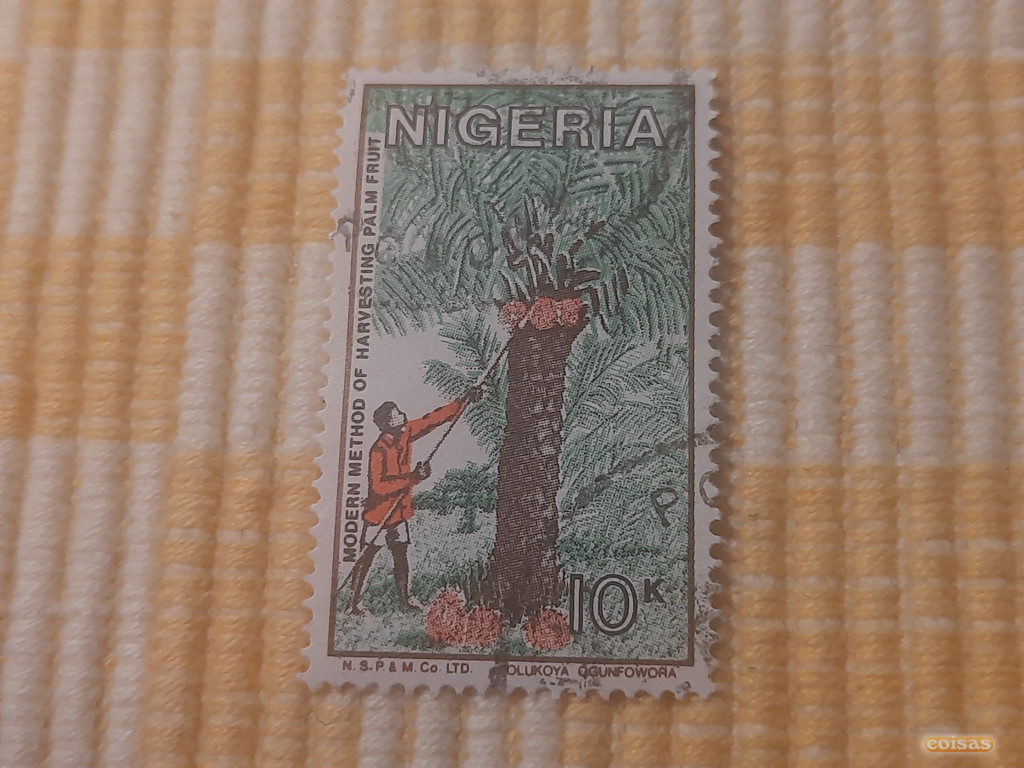 NIGERIA
MODERN METHOD OF HARVESTING PALM FRUIT
10K
N. S. P. & M. Co. LTD. OLUKOYA OGUNFOWORA
P
coisas